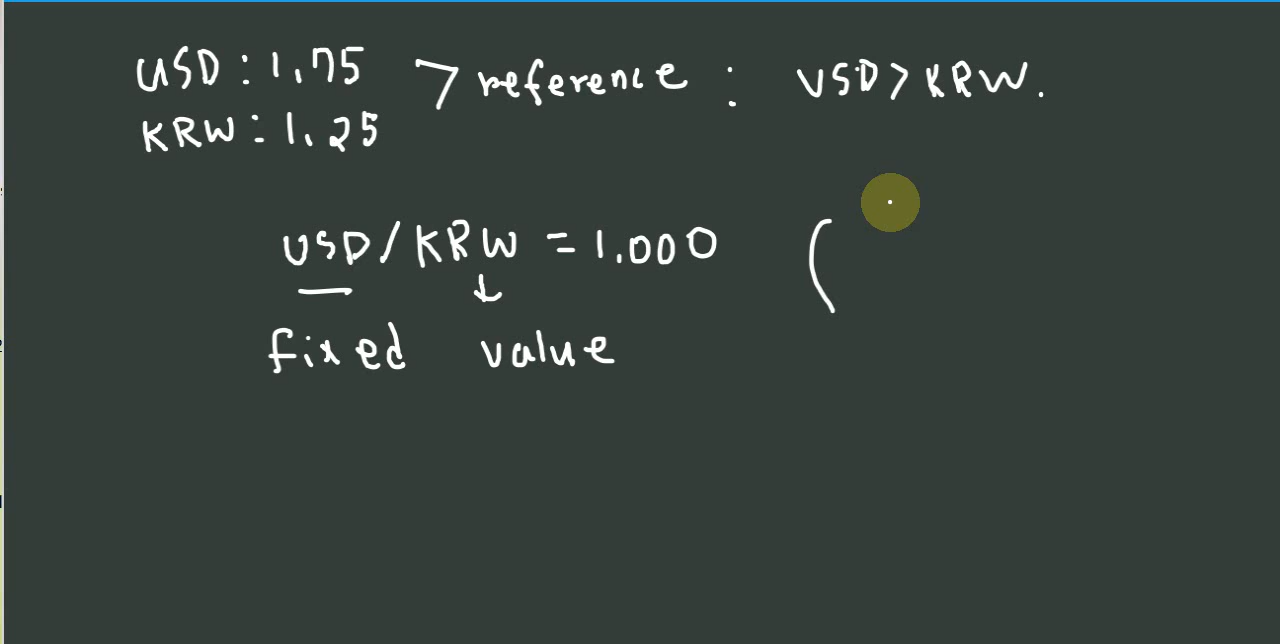 USD : 1.75 > reference : USD > KRW.
KRW : 1.25
USD/KRW = 1.000 (
fixed value